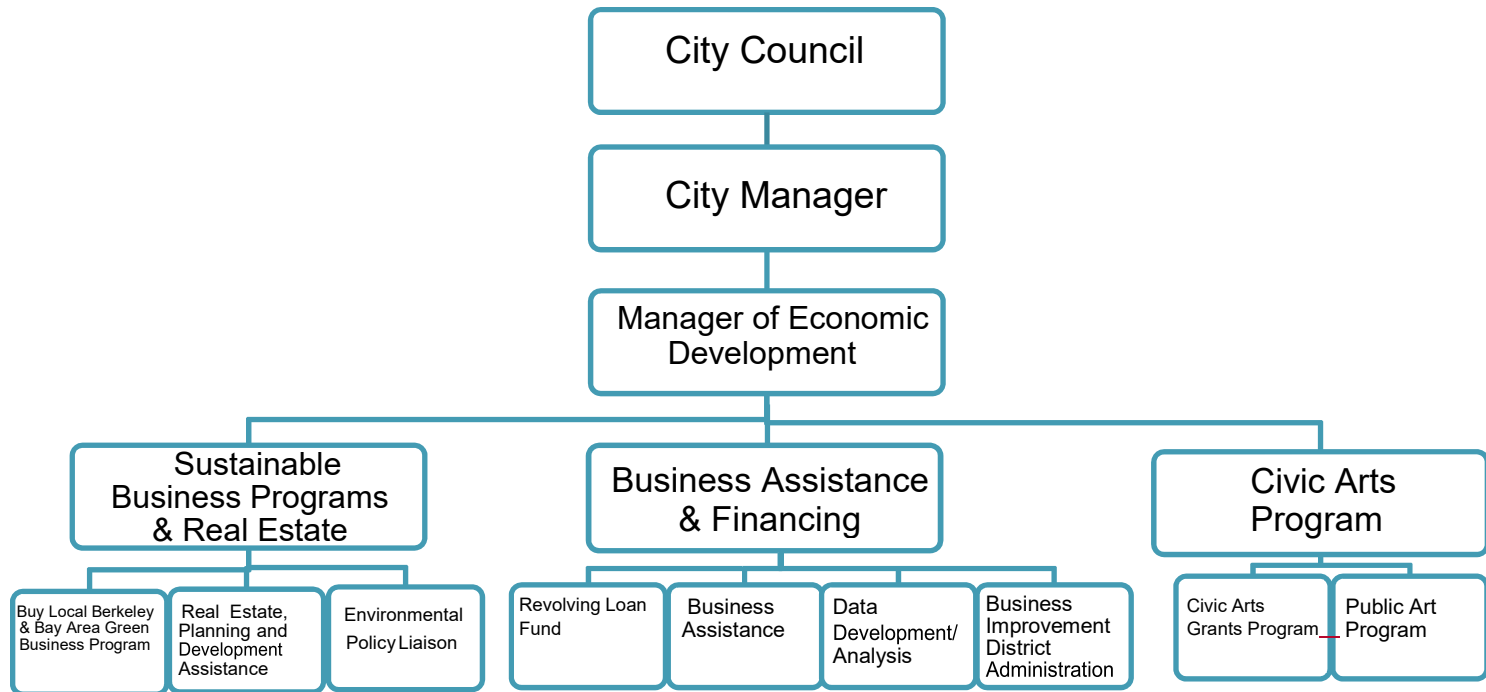 City Council
City Manager
Manager of Economic
Development
Sustainable
Business Programs
& Real Estate
Business Assistance
& Financing
Civic Arts
Program
Buy Local Berkeley
& Bay Area Green
Business Program
Real Estate,
Planning and
Development
Assistance
Environmental
Policy Liaison
Revolving Loan
Fund
Business
Assistance
Data
Development/
Analysis
Business
Improvement
District
Administration
Civic Arts
Grants Program
Public Art
Program